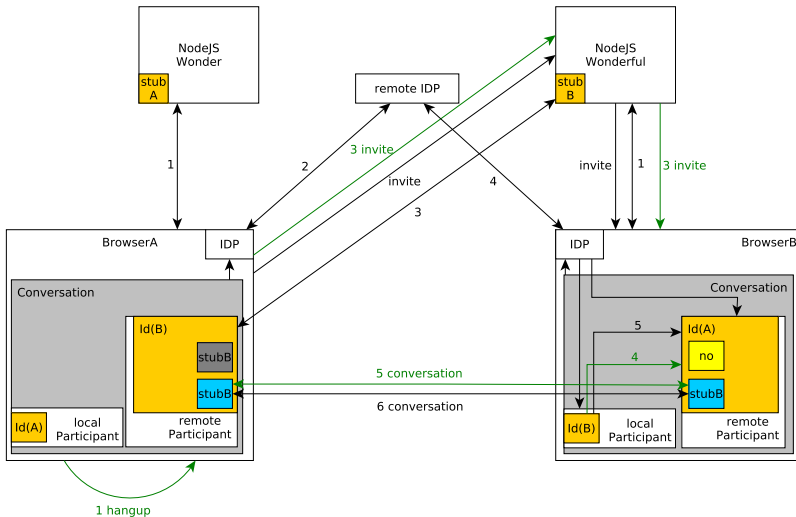 NodeJS
Wonder
stub
A
remote IDP
NodeJS
Wonderful
stub
B
3 invite
1
2
invite
4
3
invite
1
3 invite
BrowserA
IDP
IDP
BrowserB
Conversation
Id(B)
stubB
stubB
Id(A)
local
Participant
remote
Participant
5 conversation
6 conversation
Conversation
5
Id(A)
4
no
stubB
Id(B)
local
Participant
remote
Participant
1 hangup